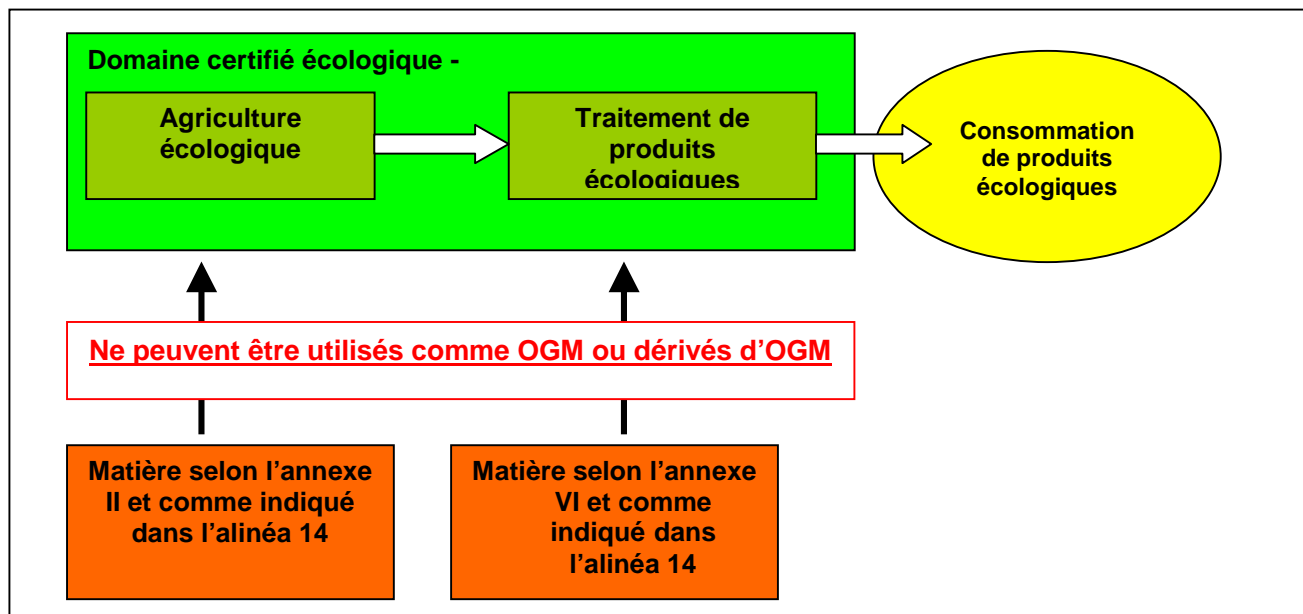 Domaine certifié écologique -
Agriculture
écologique
Traitement de
produits
écologiques
Consommation
de produits
écologiques
Ne peuvent être utilisés comme OGM ou dérivés d’OGM
Matière selon l’annexe
II et comme indiqué
dans l’alinéa 14
Matière selon l’annexe
VI et comme
indiqué dans
l’alinéa 14